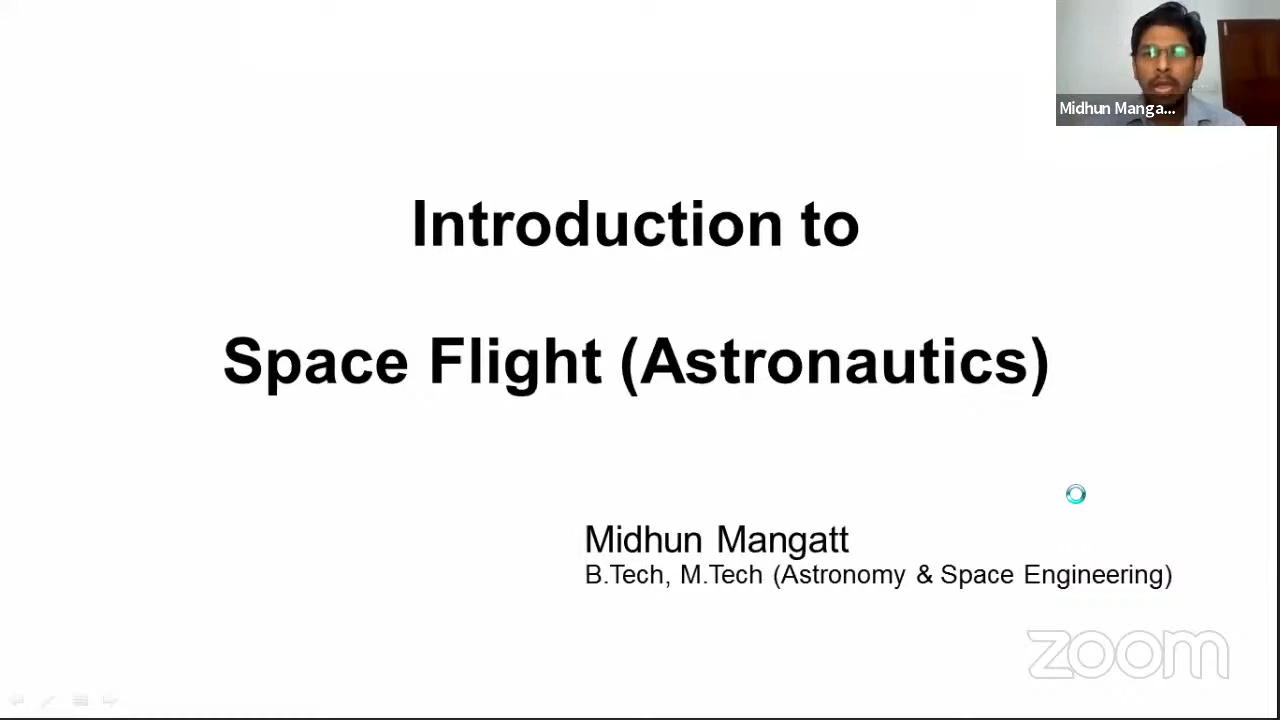 Midhun Manga...
Introduction to
Space Flight (Astronautics)
Midhun Mangatt
B.Tech, M.Tech (Astronomy & Space Engineering)
zoom